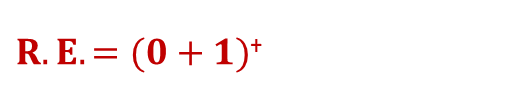 R. E. = (0 + 1)⁺